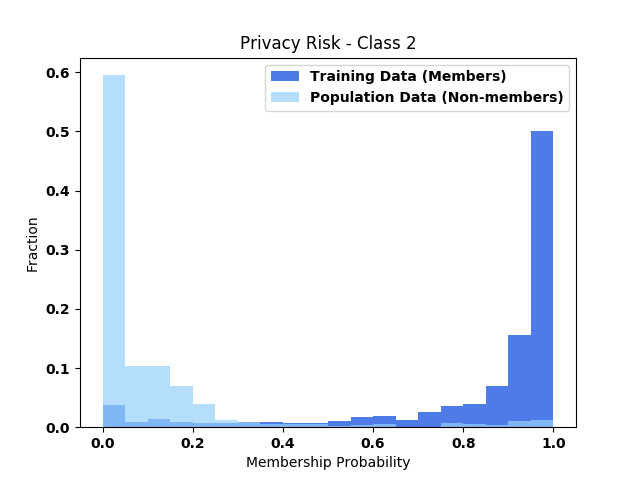 Privacy Risk - Class 2
Training Data (Members)
Population Data (Non-members)
Fraction
0.6
0.5
0.4
0.3
0.2
0.1
0.0
0.0 0.2 0.4 0.6 0.8 1.0
Membership Probability